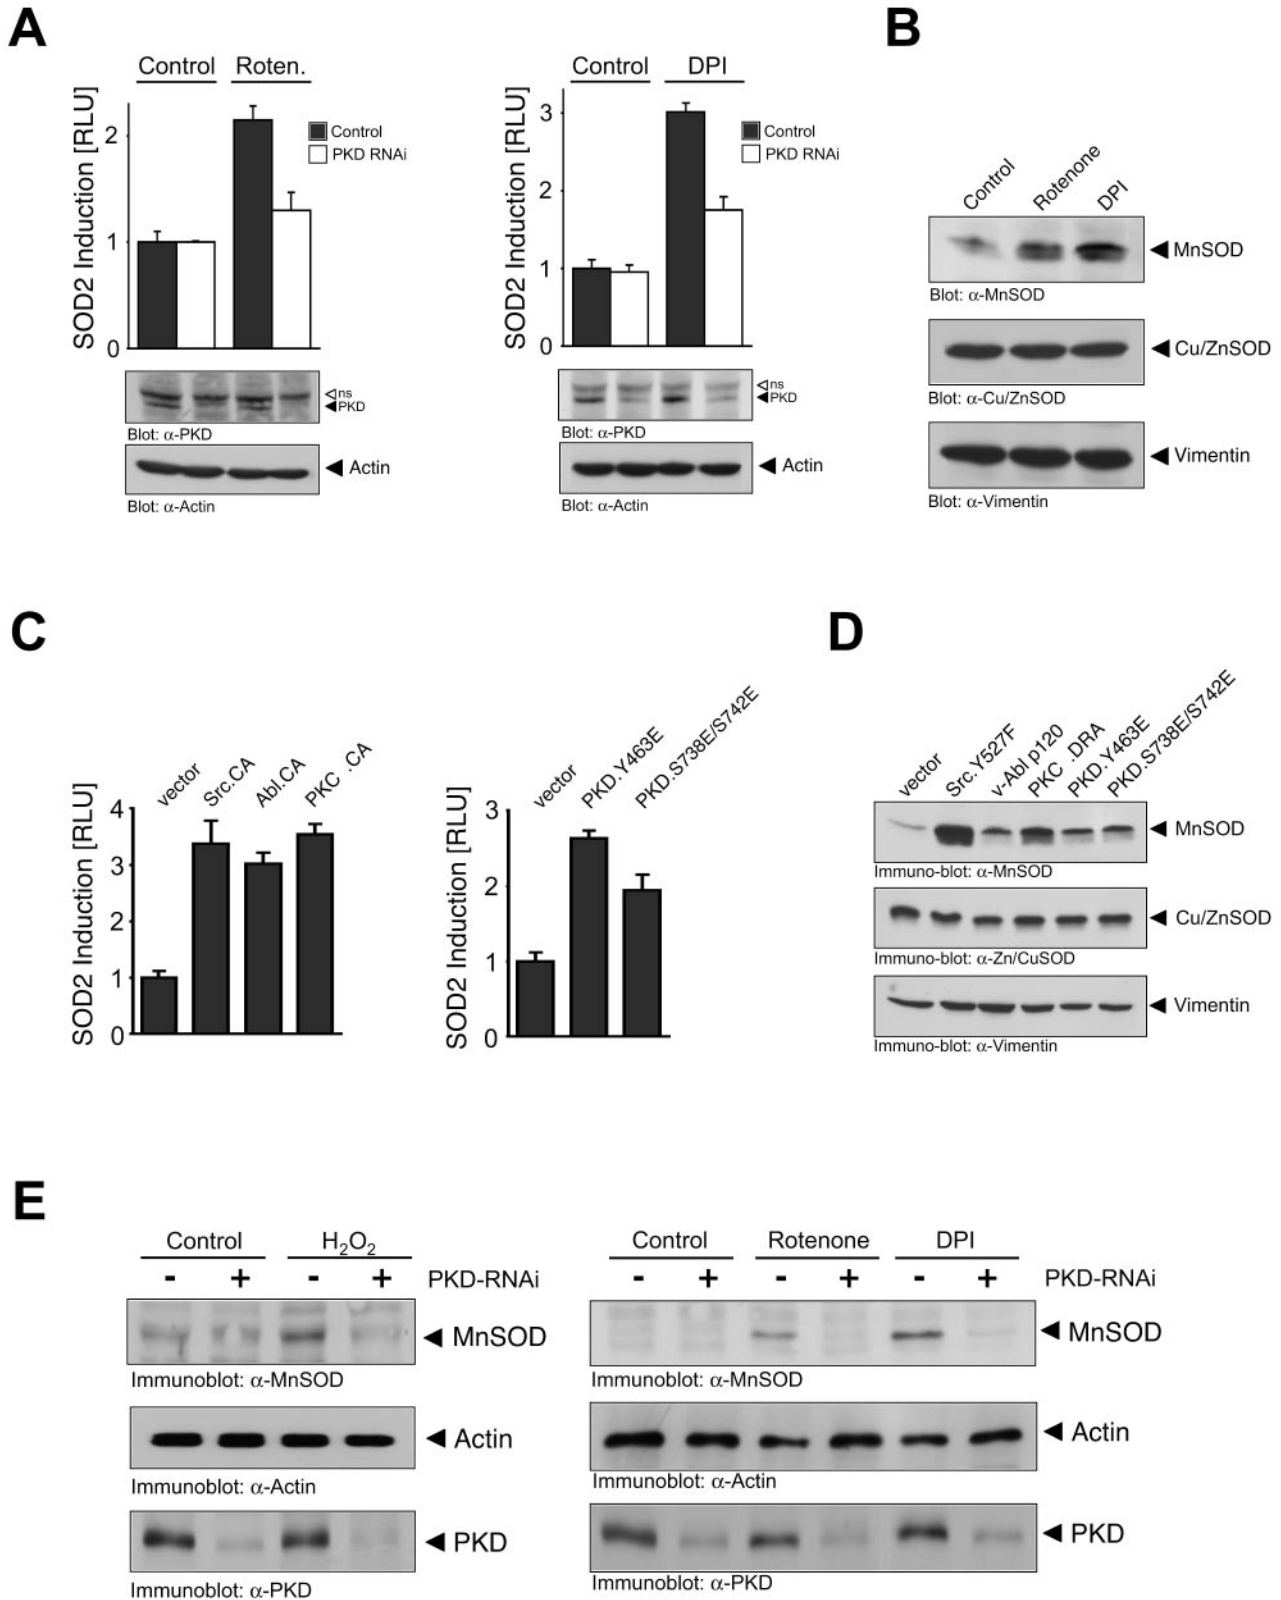 A
Control Roten.
SOD2 Induction [RLU]
2
1
0
Control
PKD RNAi
ns
PKD
Blot: α-PKD
Actin
Blot: α-Actin
Control DPI
SOD2 Induction [RLU]
3
2
1
0
Control
PKD RNAi
ns
PKD
Blot: α-PKD
Actin
Blot: α-Actin
B
Control Rotenone DPI
MnSOD
Blot: α-MnSOD
Cu/ZnSOD
Blot: α-Cu/ZnSOD
Vimentin
Blot: α-Vimentin
C
vector Src.CA Abl.CA PKC .CA
SOD2 Induction [RLU]
4
3
2
1
0
vector PKD.Y463E PKD.S738E/S742E
SOD2 Induction [RLU]
3
2
1
0
D
vector Src.Y527F v-Abl p120 PKC .DRA PKD.Y463E PKD.S738E/S742E
MnSOD
Immuno-blot: α-MnSOD
Cu/ZnSOD
Immuno-blot: α-Zn/CuSOD
Vimentin
Immuno-blot: α-Vimentin
E
Control H2O2
- + - + PKD-RNAi
MnSOD
Immunoblot: α-MnSOD
Actin
Immunoblot: α-Actin
PKD
Immunoblot: α-PKD
Control Rotenone DPI
- + - + - + PKD-RNAi
MnSOD
Immunoblot: α-MnSOD
Actin
Immunoblot: α-Actin
PKD
Immunoblot: α-PKD